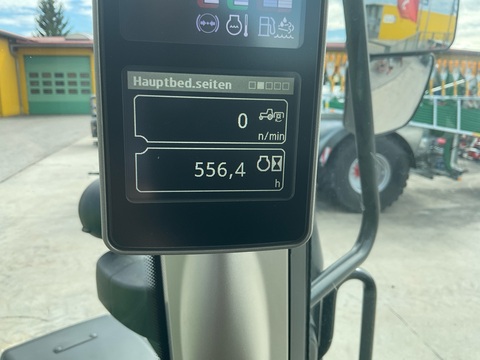 Hauptbed.seiten
0
n/min
556,4
h